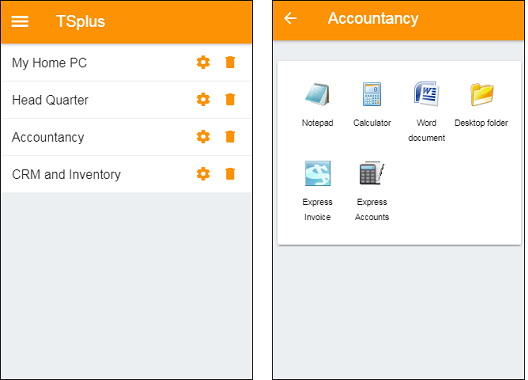 TSplus
My Home PC
Head Quarter
Accountancy
CRM and Inventory
Accountancy
Notepad
Calculator
Word
document
Desktop folder
Express
Invoice
Express
Accounts